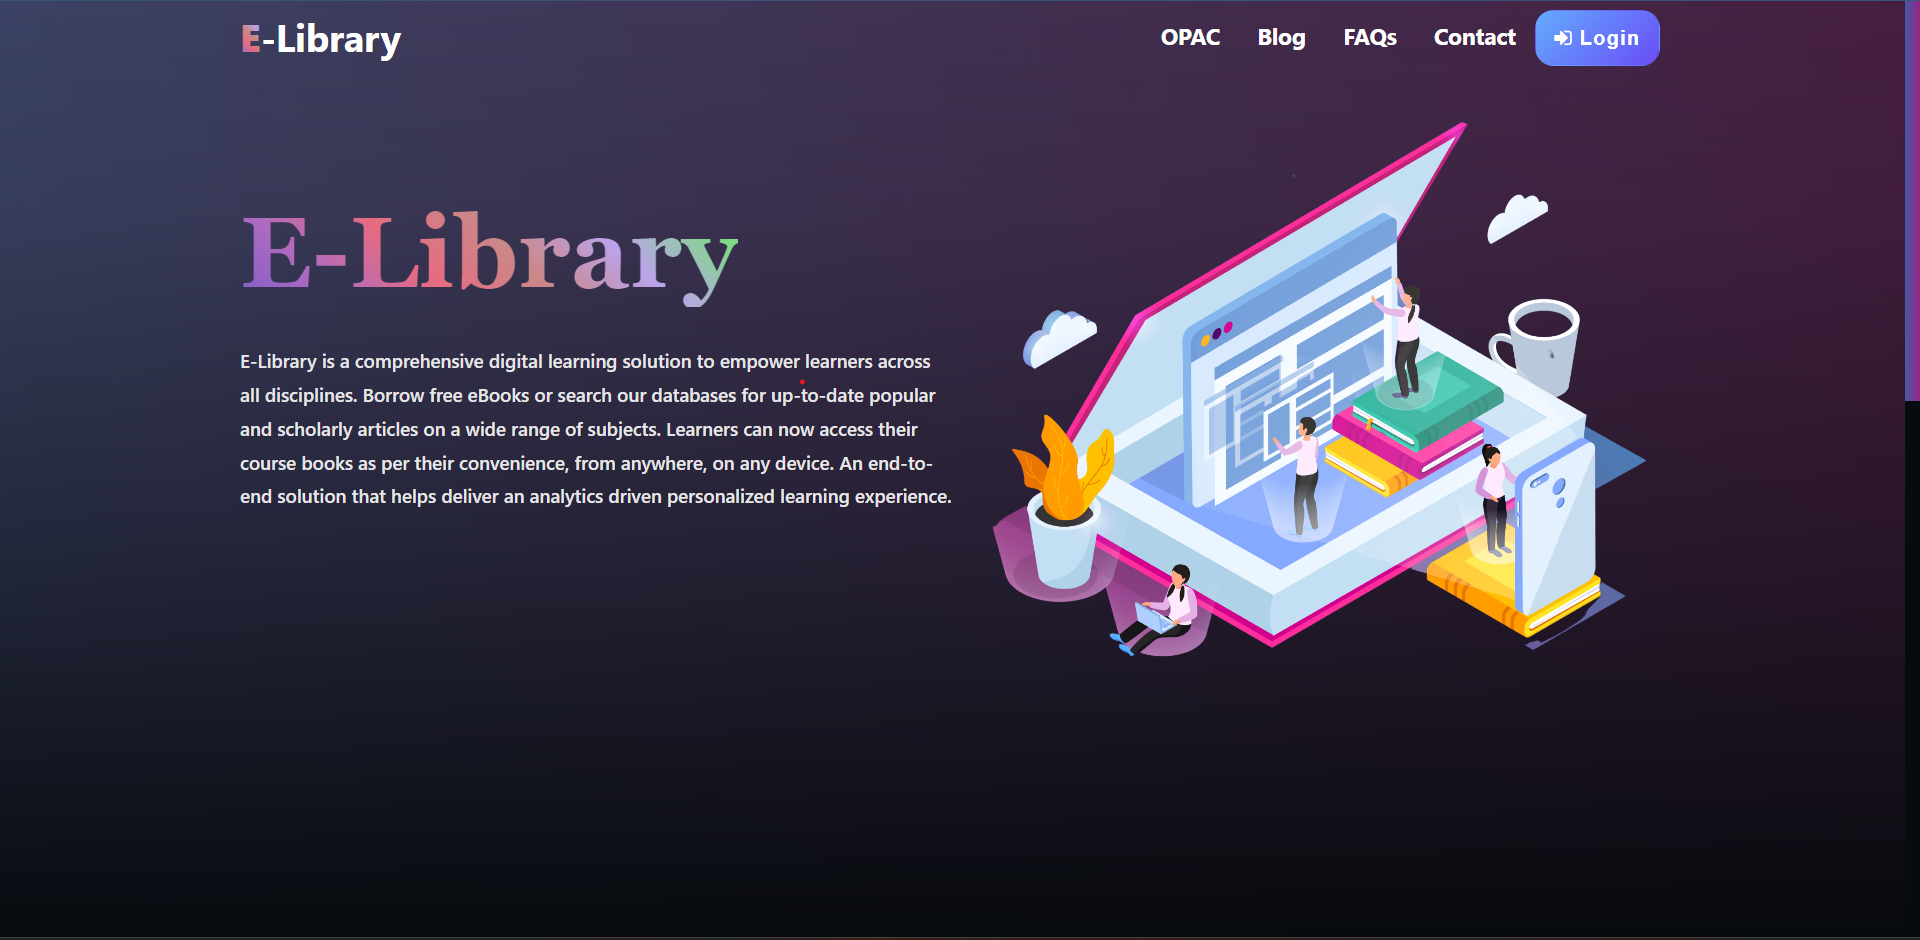 E-Library
OPAC
Blog
FAQs
Contact
Login
E-Library
E-Library is a comprehensive digital learning solution to empower learners across
all disciplines. Borrow free eBooks or search our databases for up-to-date popular
and scholarly articles on a wide range of subjects. Learners can now access their
course books as per their convenience, from anywhere, on any device. An end-to-
end solution that helps deliver an analytics driven personalized learning experience.